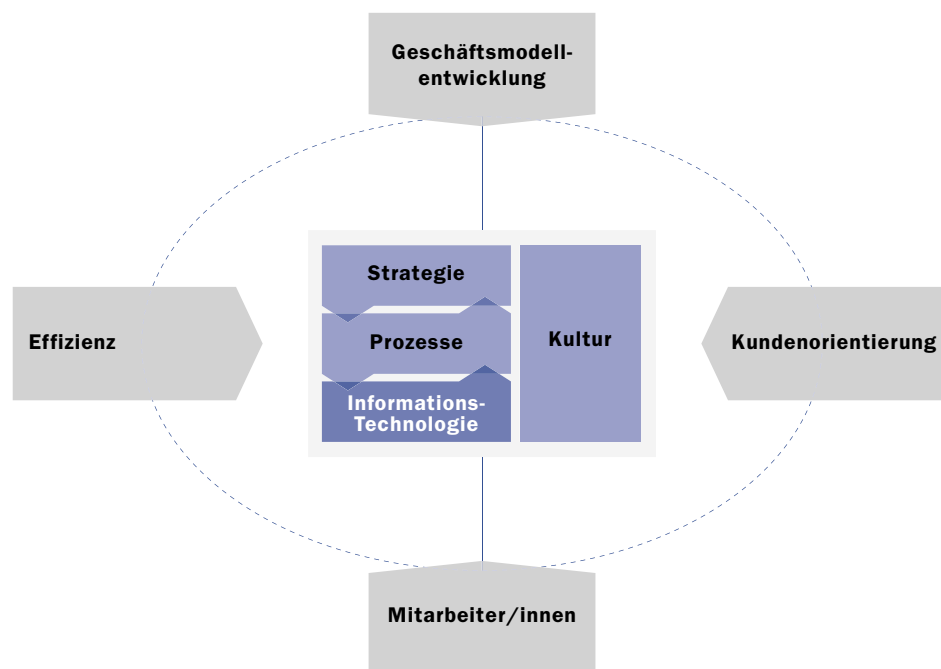 Geschäftsmodell-
entwicklung
Strategie
Prozesse
Informations-
Technologie
Kultur
Effizienz
Kundenorientierung
Mitarbeiter/innen